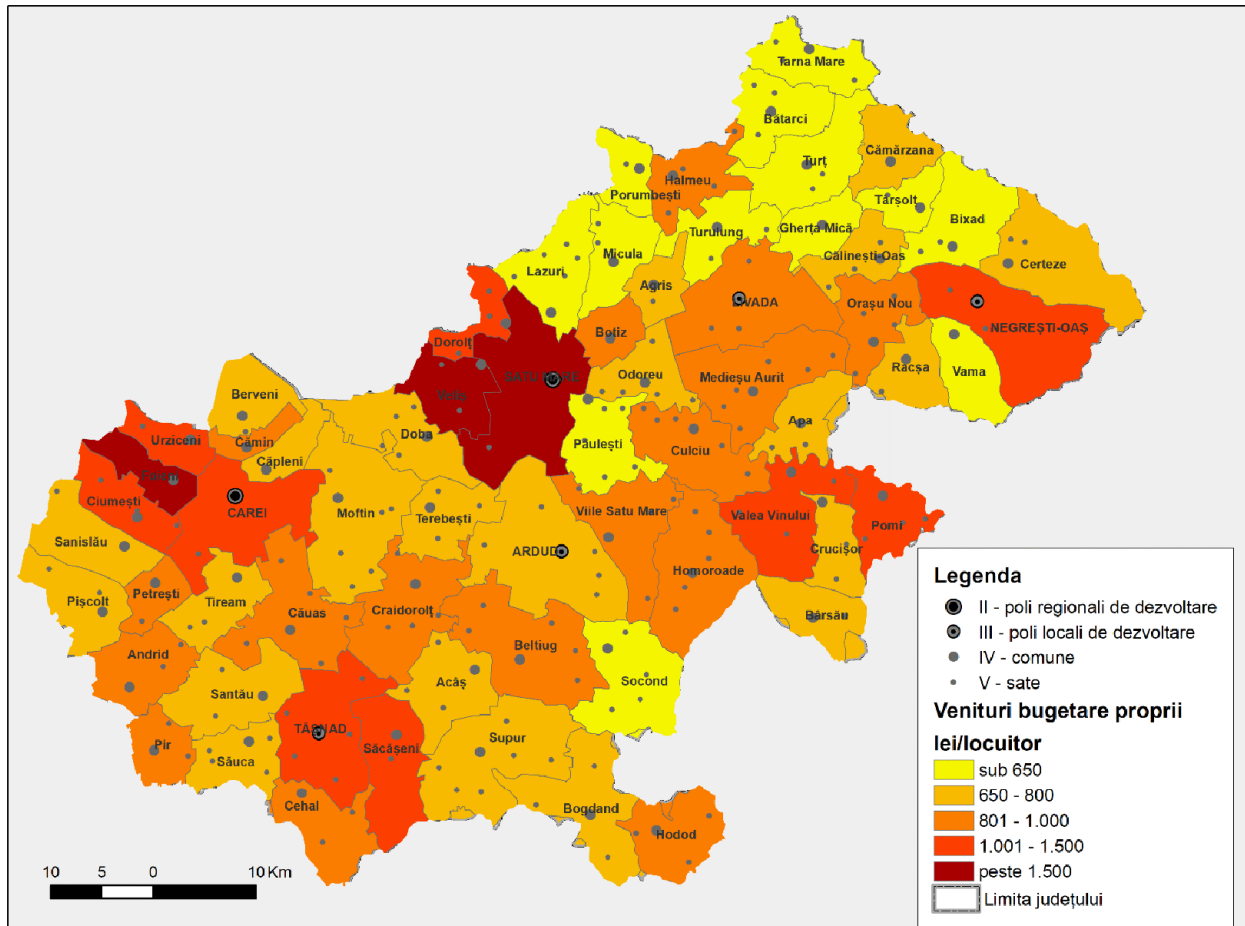 Tarna Mare
Bătarci
Cămărzana
Turț
Halmeu
Porumbești
Târșolt
Bixad
Turulung
Gherța Mică
Micula
Călinești-Oaș
Certeze
Lazuri
Agris
LIVADA
Orașu Nou
Botiz
NEGREȘTI-OAȘ
Dorolț
Racșa
Vama
SATU MARE
Odoreu
Medieșu Aurit
Vetiș
Berveni
Apa
Doba
Urziceni
Cămin
Păulești
Culciu
Căpleni
Foieni
Ciumești
CAREI
Moftin
Terebești
Viile Satu Mare
Valea Vinului
Pomi
Sanislău
ARDUD
Crucișor
Homoroade
Petrești
Tiream
Pișcolt
Căuas
Craidorolț
Bârsău
Andrid
Beltiug
Santău
Acâș
Socond
TĂȘNAD
Pir
Săcășeni
Supur
Săuca
Cehal
Bogdand
Hodod
Legenda
II - poli regionali de dezvoltare
III - poli locali de dezvoltare
IV - comune
V - sate
Venituri bugetare proprii
lei/locuitor
sub 650
650 - 800
801 - 1.000
1.001 - 1.500
peste 1.500
Limita județului
10 5 0 10 Km